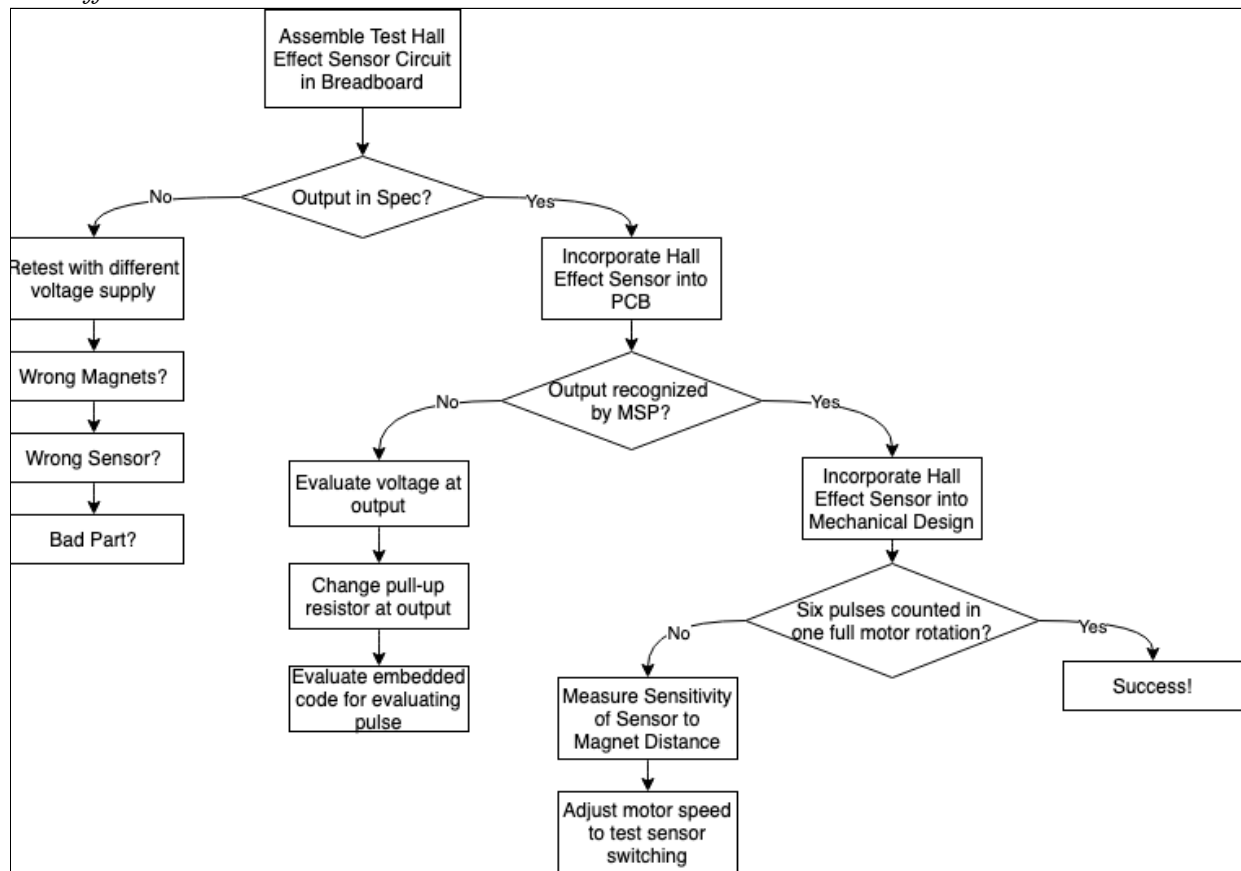 Assemble Test Hall
Effect Sensor Circuit
in Breadboard
Output in Spec?
No
Yes
Retest with different
voltage supply
Incorporate Hall
Effect Sensor into
PCB
Wrong Magnets?
Output recognized
by MSP?
No
Yes
Wrong Sensor?
Evaluate voltage at
output
Incorporate Hall
Effect Sensor into
Mechanical Design
Bad Part?
Change pull-up
resistor at output
Six pulses counted in
one full motor rotation?
No
Yes
Evaluate embedded
code for evaluating
pulse
Measure Sensitivity
of Sensor to
Magnet Distance
Success!
Adjust motor speed
to test sensor
switching